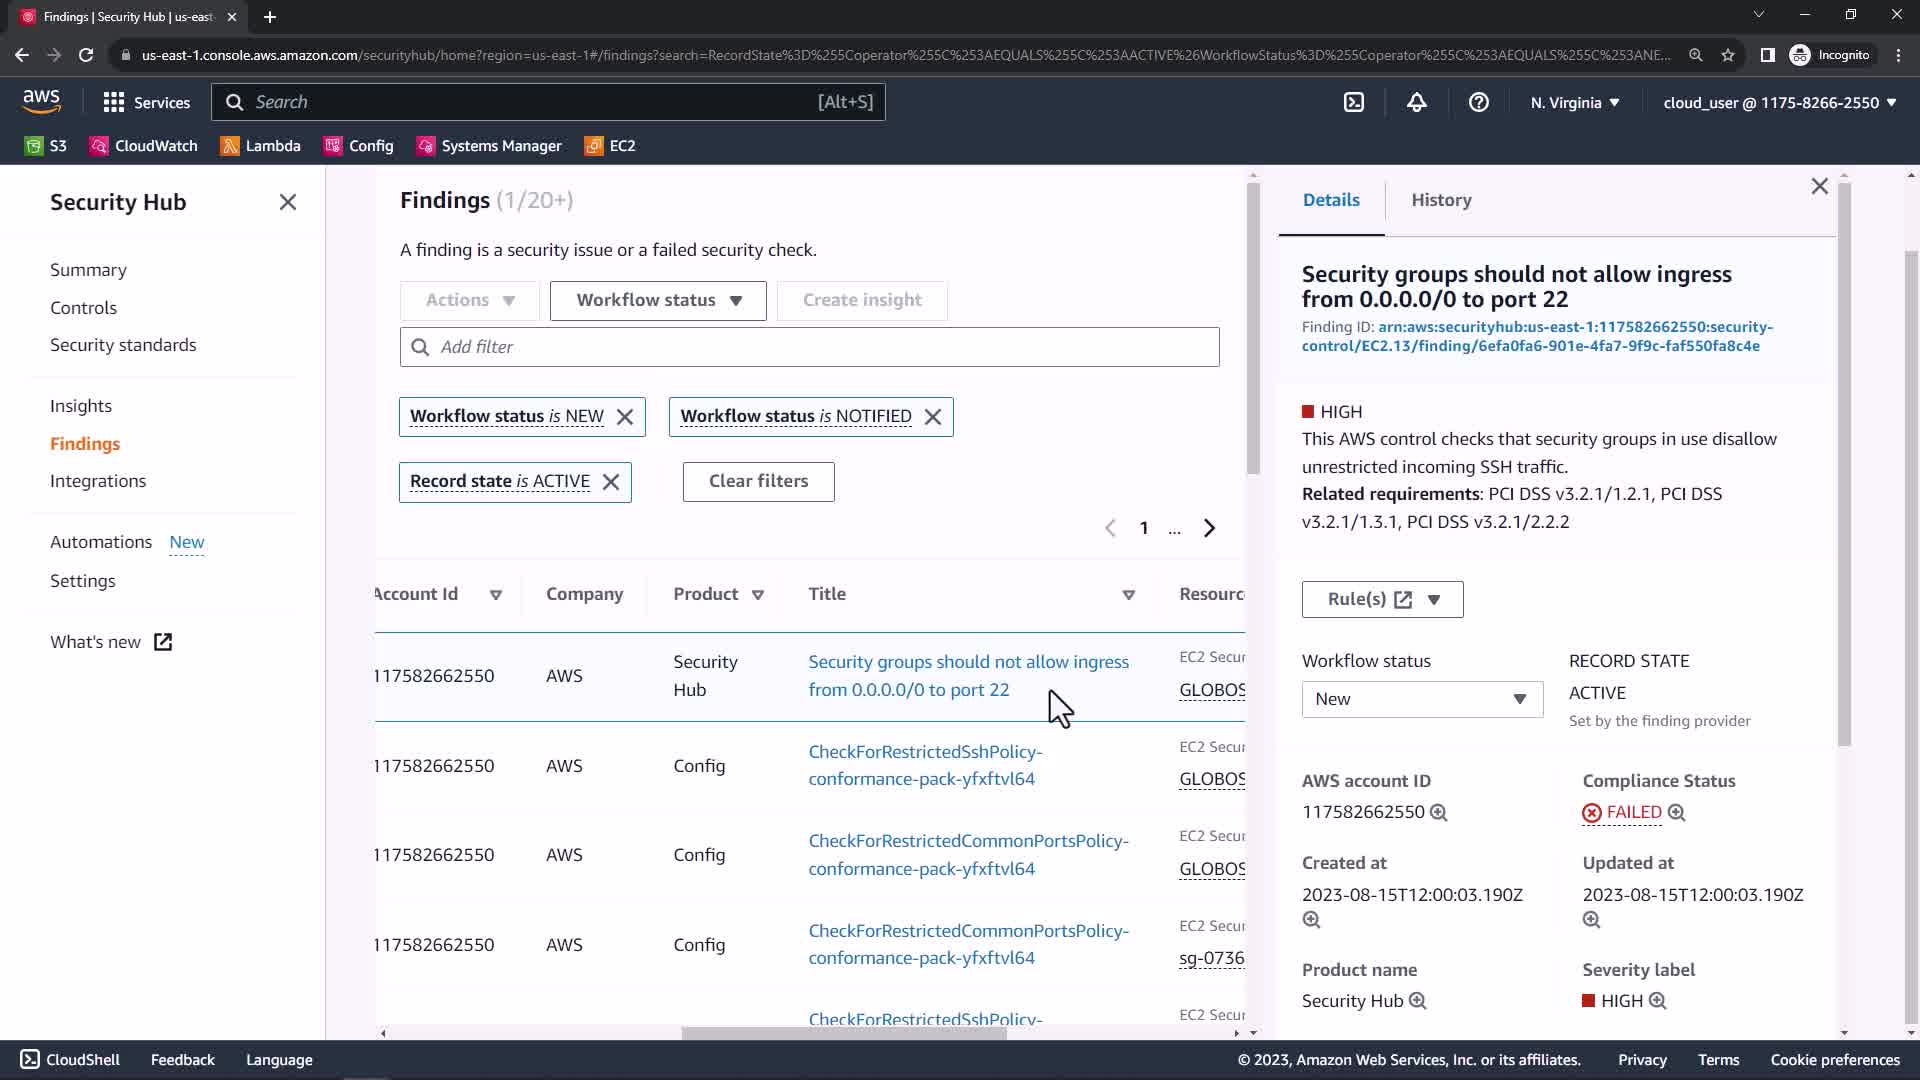 Findings | Security Hub | us-east-
us-east-1.console.aws.amazon.com/securityhub/home?region=us-east-1#/findings?search=RecordState%3D%255Coperator%255C%253AEQUALS%255C%253AACTIVE%26WorkflowStatus%3D%255Coperator%255C%253AEQUALS%255C%253ANE...
Incognito
aws
Services
Search
[Alt+S]
N. Virginia
cloud_user @ 1175-8266-2550
S3
CloudWatch
Lambda
Config
Systems Manager
EC2
Security Hub
Summary
Controls
Security standards
Insights
Findings
Integrations
Automations New
Settings
What's new
Findings (1/20+)
A finding is a security issue or a failed security check.
Actions
Workflow status
Create insight
Add filter
Workflow status is NEW
Workflow status is NOTIFIED
Record state is ACTIVE
Clear filters
1 ...
Account Id Company Product Title Resourc
117582662550 AWS Security Hub Security groups should not allow ingress from 0.0.0.0/0 to port 22 EC2 Secur GLOBOS
117582662550 AWS Config CheckForRestrictedSshPolicy-conformance-pack-yfxftvl64 EC2 Secur GLOBOS
117582662550 AWS Config CheckForRestrictedCommonPortsPolicy-conformance-pack-yfxftvl64 EC2 Secur GLOBOS
117582662550 AWS Config CheckForRestrictedCommonPortsPolicy-conformance-pack-yfxftvl64 EC2 Secur sg-0736
CheckForRestrictedSshPolicy- EC2 Secur
Details
History
Security groups should not allow ingress
from 0.0.0.0/0 to port 22
Finding ID: arn:aws:securityhub:us-east-1:117582662550:security-
control/EC2.13/finding/6efa0fa6-901e-4fa7-9f9c-faf550fa8c4e
HIGH
This AWS control checks that security groups in use disallow
unrestricted incoming SSH traffic.
Related requirements: PCI DSS v3.2.1/1.2.1, PCI DSS
v3.2.1/1.3.1, PCI DSS v3.2.1/2.2.2
Rule(s)
Workflow status
New
RECORD STATE
ACTIVE
Set by the finding provider
AWS account ID
117582662550
Compliance Status
FAILED
Created at
2023-08-15T12:00:03.190Z
Updated at
2023-08-15T12:00:03.190Z
Product name
Security Hub
Severity label
HIGH
CloudShell
Feedback
Language
© 2023, Amazon Web Services, Inc. or its affiliates.
Privacy
Terms
Cookie preferences